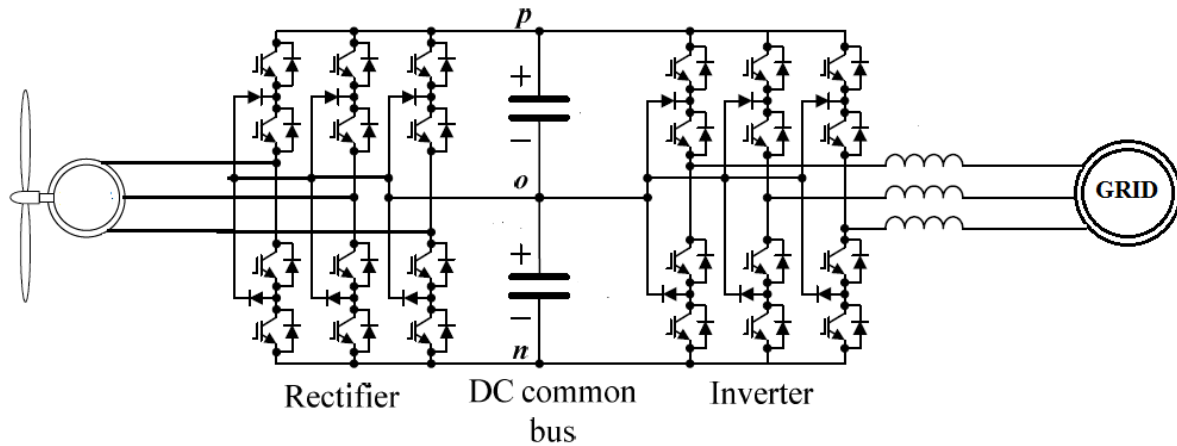 p
+
−
o
GRID
+
−
n
Rectifier
DC common
bus
Inverter